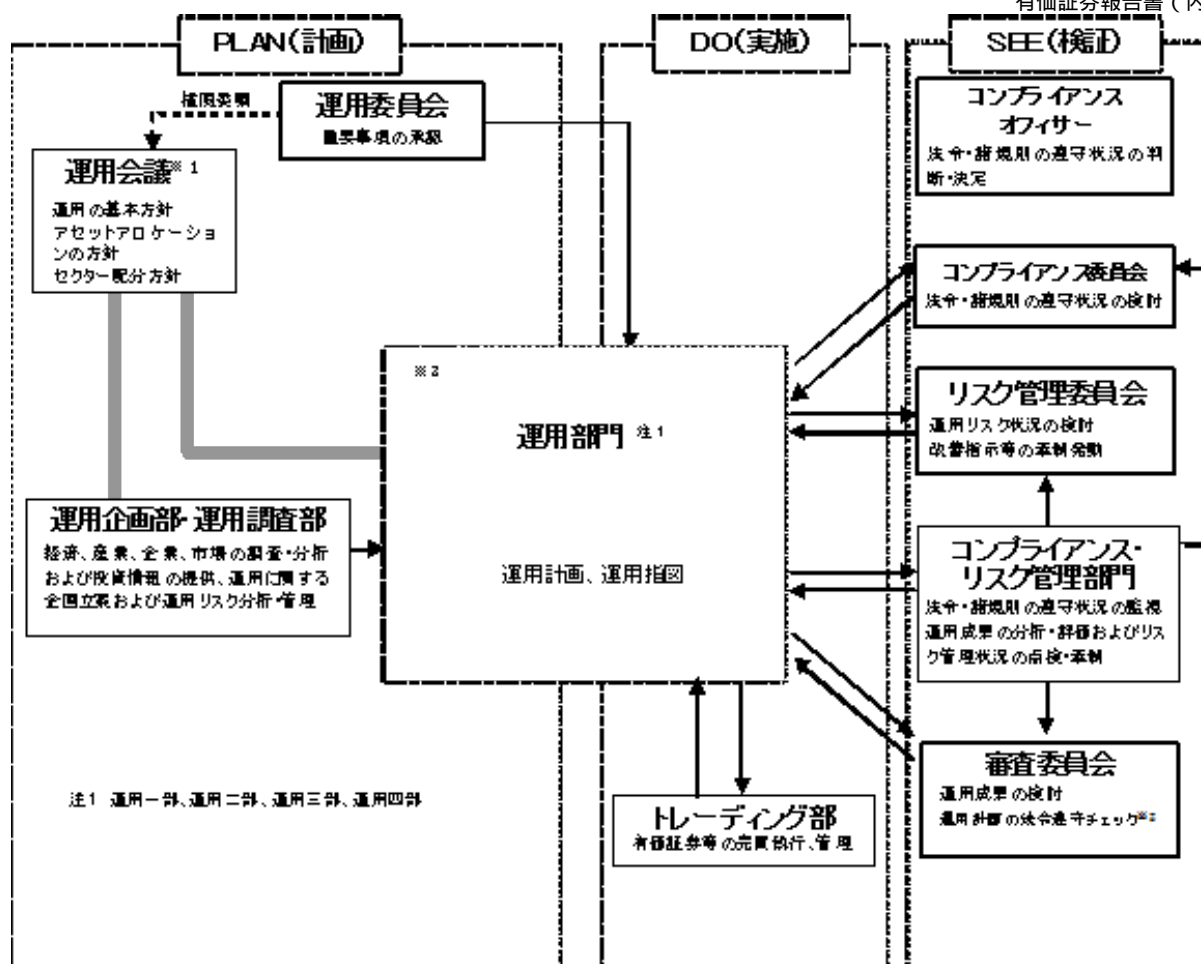 有価証券報告書(内
PLAN(計画)
DO(実施)
SEE(検証)
権限委嘱
運用委員会
重要事項の承認
運用会議※1
運用の基本方針
アセットアロケーショ
ンの方針
セクター配分方針
コンプライアンス
オフィサー
法令・諸規則の遵守状況の判
断・決定
コンプライアンス委員会
法令・諸規則の遵守状況の検討
※2
運用部門 注1
運用計画、運用指図
リスク管理委員会
運用リスク状況の検討
改善指示等の牽制発動
運用企画部・運用調査部
経済、産業、企業、市場の調査・分析
および投資情報の提供、運用に関する
企画立案および運用リスク分析・管理
コンプライアンス・
リスク管理部門
法令・諸規則の遵守状況の監視
運用成果の分析・評価およびリス
ク管理状況の点検・牽制
注1 運用一部、運用二部、運用三部、運用四部
トレーディング部
有価証券等の売買執行、管理
審査委員会
運用成果の検討
運用計画の法令遵守チェック